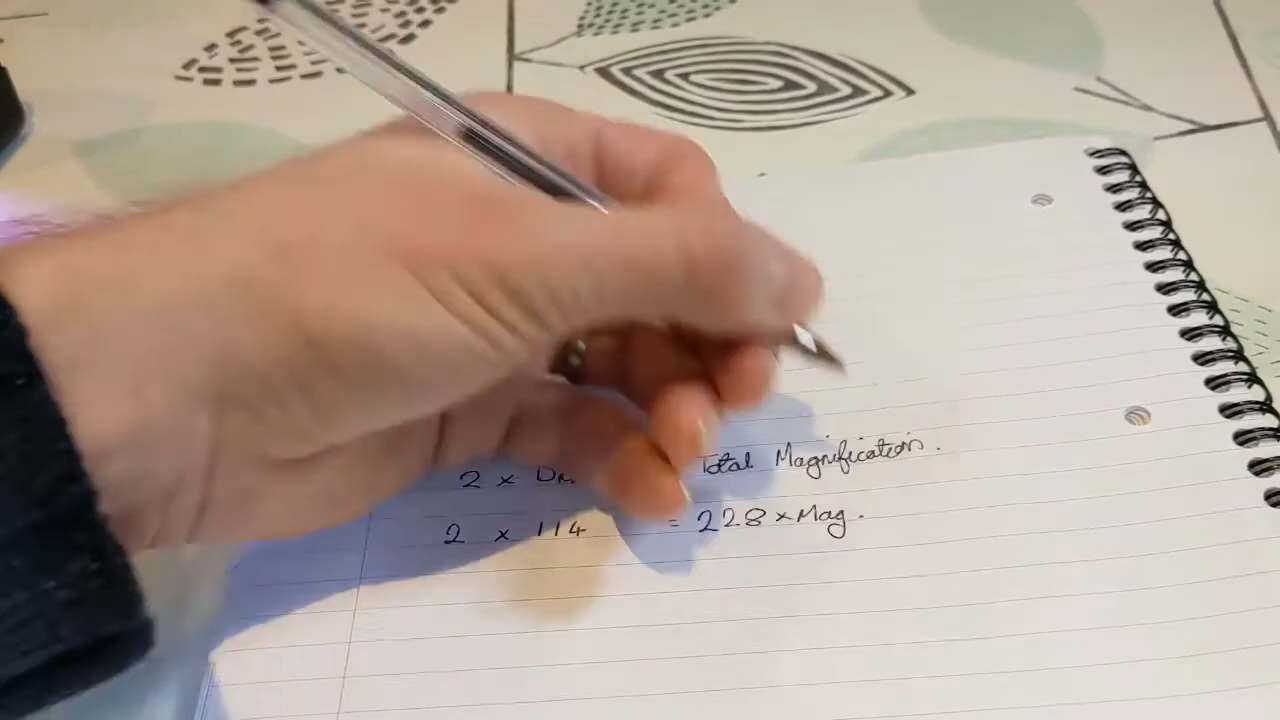 2 x Total Magnification.
2 x 114 = 228 x Mag.